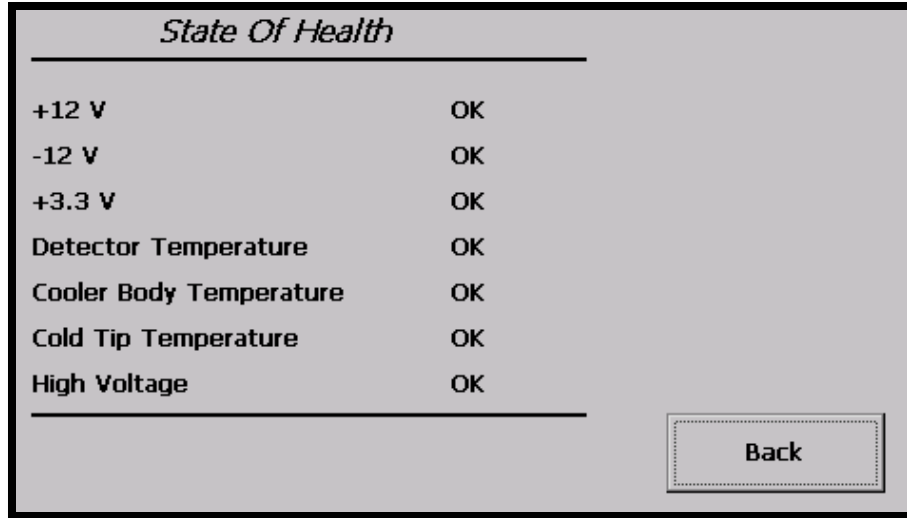 State Of Health
+12 V OK
-12 V OK
+3.3 V OK
Detector Temperature OK
Cooler Body Temperature OK
Cold Tip Temperature OK
High Voltage OK
Back